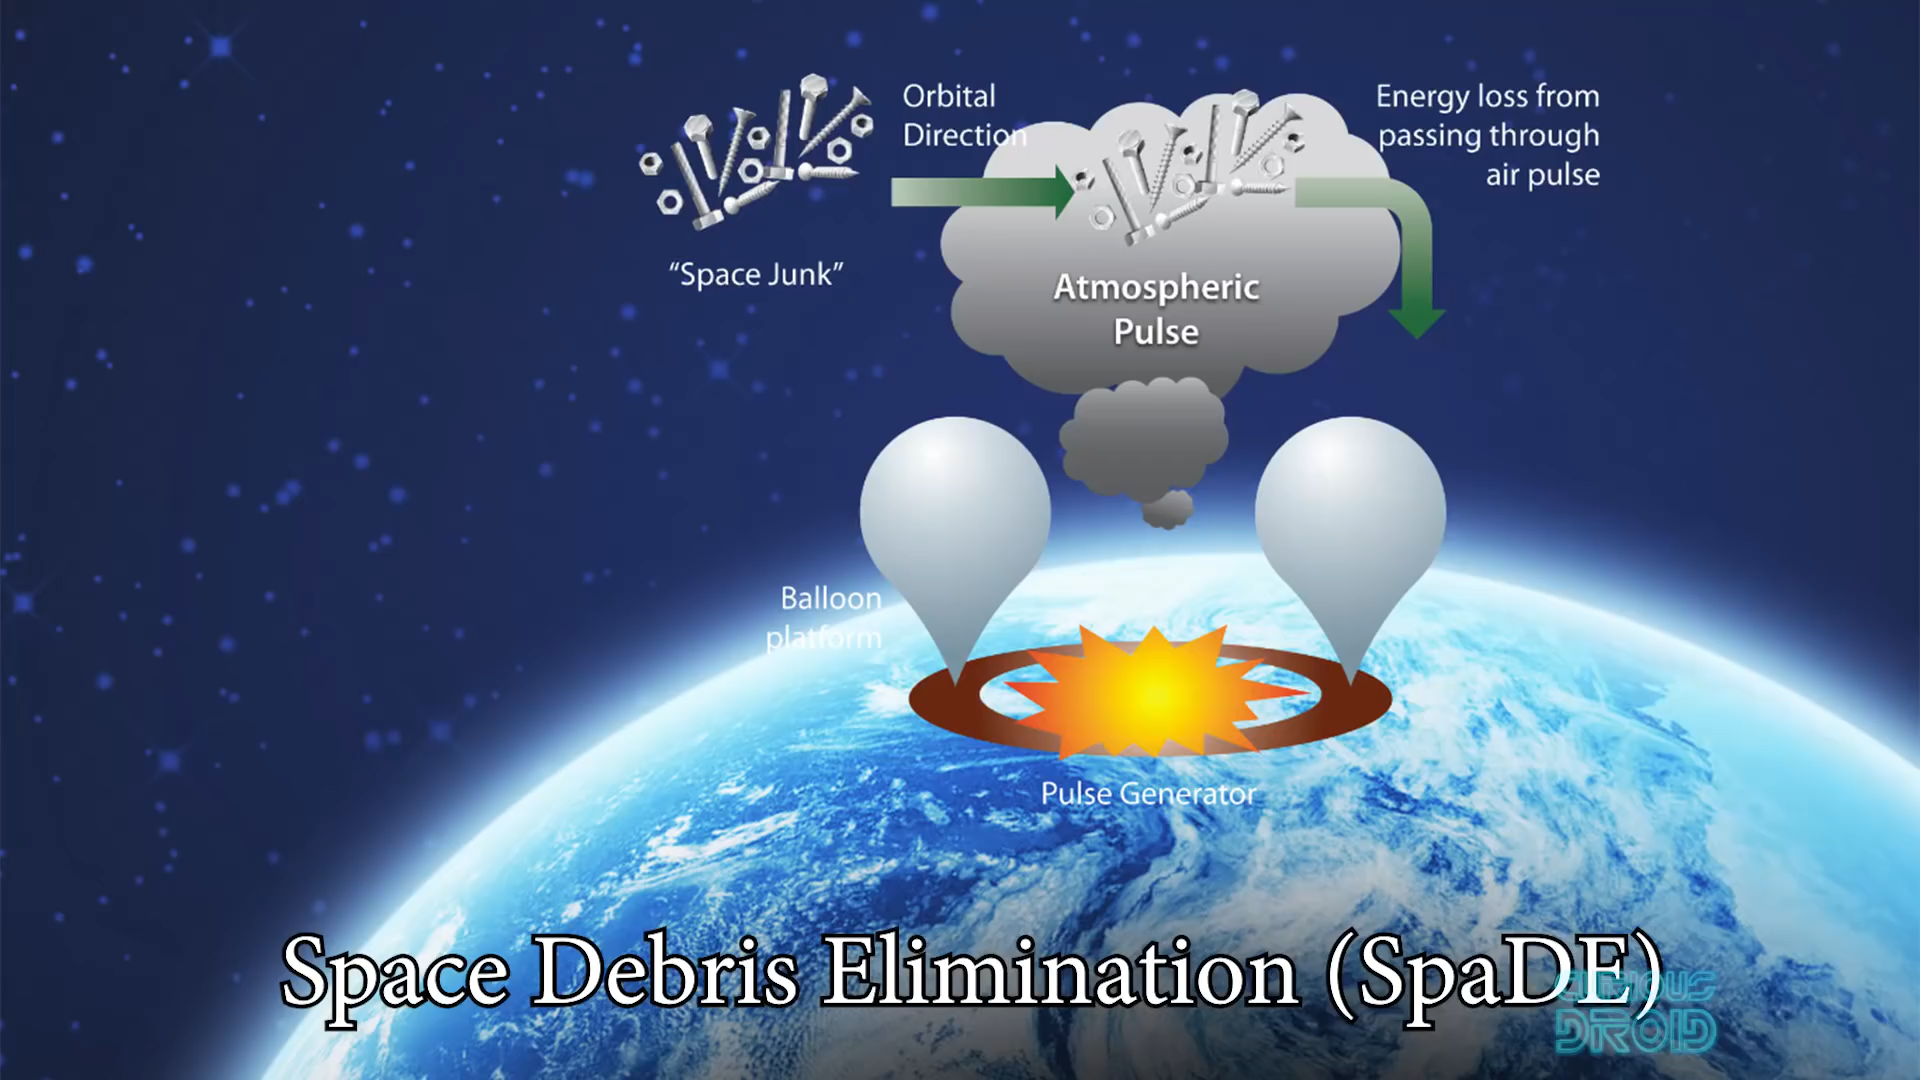 Orbital
Direction
Energy loss from
passing through
air pulse
“Space Junk”
Atmospheric
Pulse
Balloon
platform
Pulse Generator
Space Debris Elimination (SpaDE)
CURIOUS
DROID